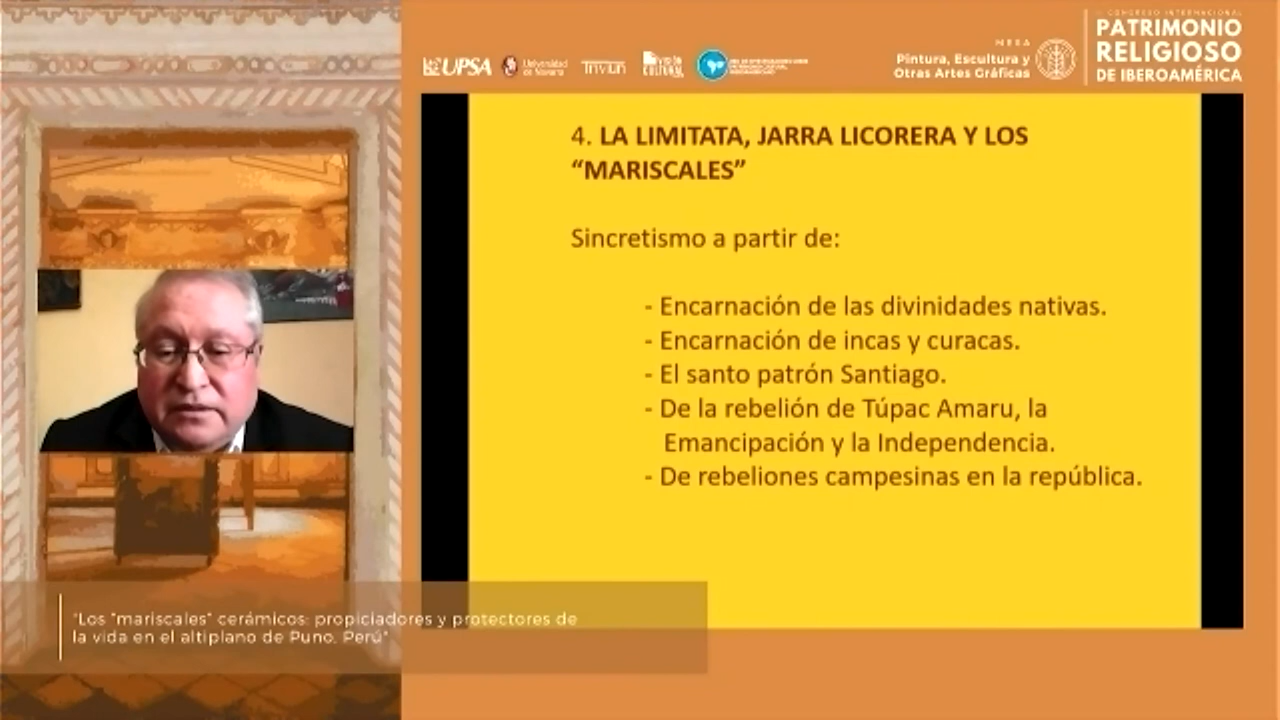 UPSA
Universidad
de Navarra
CULTURAL
MESA
Pintura, Escultura y
Otras Artes Gráficas
CONGRESO INTERNACIONAL
PATRIMONIO
RELIGIOSO
DE IBEROAMÉRICA
4. LA LIMITATA, JARRA LICORERA Y LOS
“MARISCALES”
Sincretismo a partir de:
- Encarnación de las divinidades nativas.
- Encarnación de incas y curacas.
- El santo patrón Santiago.
- De la rebelión de Túpac Amaru, la
Emancipación y la Independencia.
- De rebeliones campesinas en la república.
"Los "mariscales" cerámicos: propiciadores y protectores de
la vida en el altiplano de Puno. Perú"